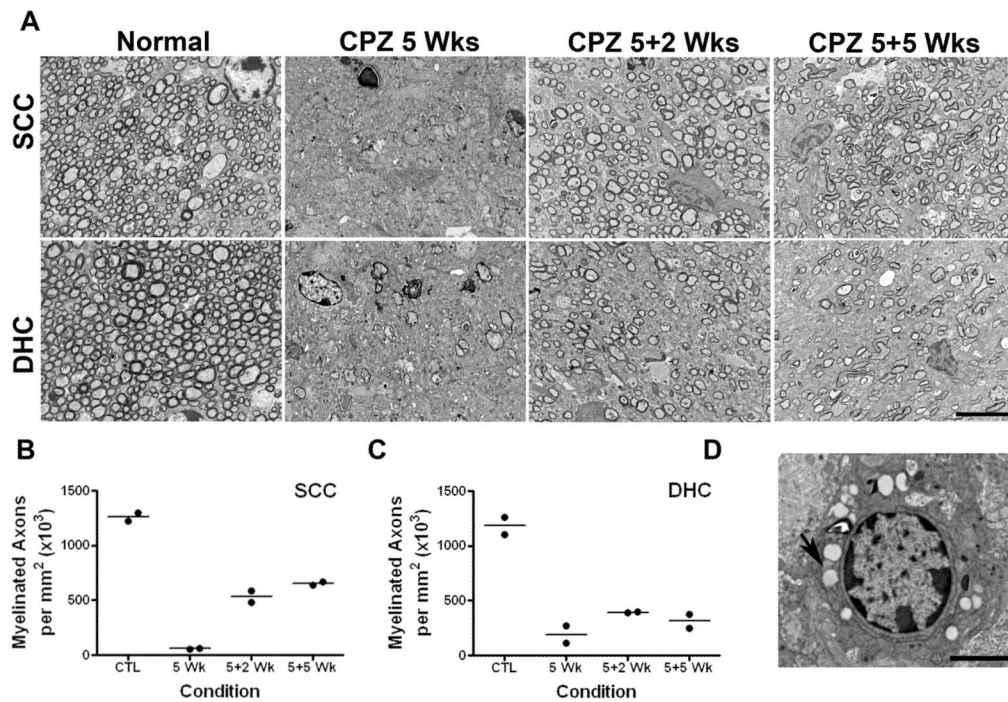 A
Normal CPZ 5 Wks CPZ 5+2 Wks CPZ 5+5 Wks
SCC
DHC
B C D
SCC
Myelinated Axons
per mm² (x10³)
1500
1000
500
0
CTL 5 Wk 5+2 Wk 5+5 Wk
Condition
DHC
Myelinated Axons
per mm² (x10³)
1500
1000
500
0
CTL 5 Wk 5+2 Wk 5+5 Wk
Condition